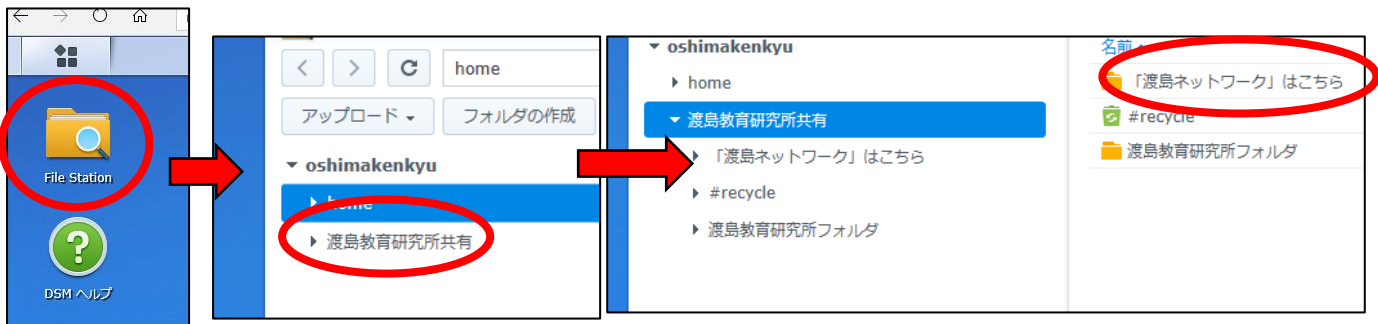 File Station
DSM ヘルプ
home
アップロード
フォルダの作成
oshimakenkyu
home
渡島教育研究所共有
oshimakenkyu
home
渡島教育研究所共有
「渡島ネットワーク」はこちら
#recycle
渡島教育研究所フォルダ
名前
「渡島ネットワーク」はこちら
#recycle
渡島教育研究所フォルダ